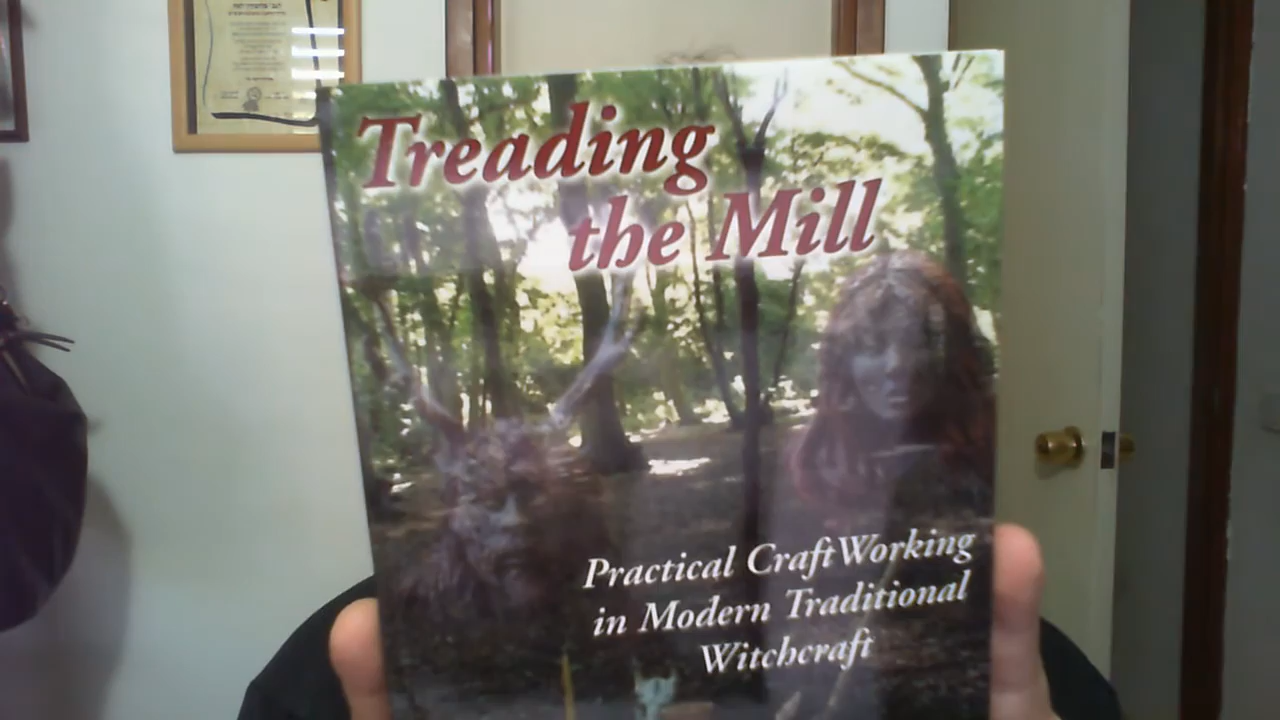 Treading
the Mill
Practical CraftWorking
in Modern Traditional
Witchcraft